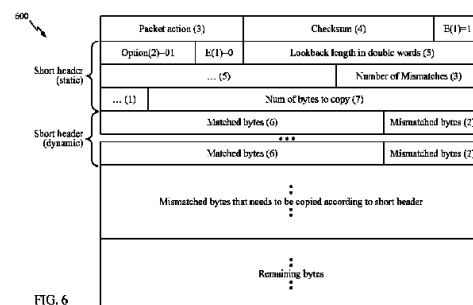 600
Packet action (3) Checksum (4) E(1)=1
Option(2)=01 E(1)=0 Lookback length in double words (5)
Short header
(static)
... (5) Number of Mismatches (3)
... (1) Num of bytes to copy (7)
Short header
(dynamic)
Matched bytes (6) Mismatched bytes (2)
...
Matched bytes (6) Mismatched bytes (2)
Mismatched bytes that needs to be copied according to short header
Remaining bytes
FIG. 6